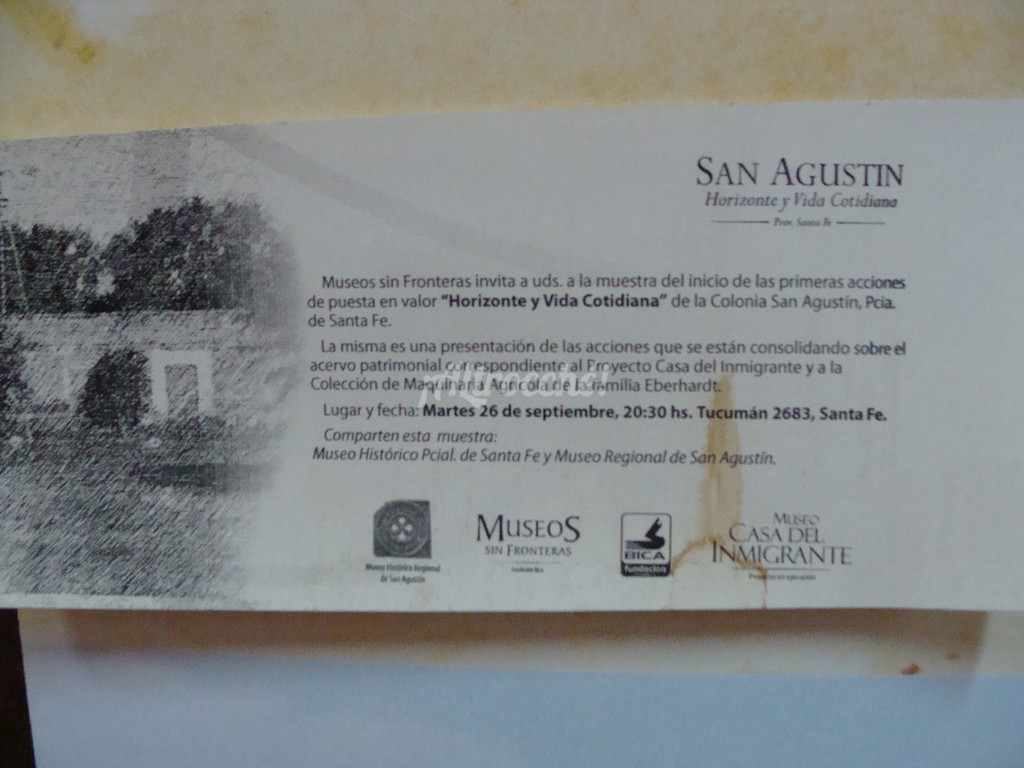 SAN AGUSTIN
Horizonte y Vida Cotidiana
Prov. Santa Fe
Museos sin Fronteras invita a uds. a la muestra del inicio de las primeras acciones
de puesta en valor "Horizonte y Vida Cotidiana" de la Colonia San Agustín, Pcia.
de Santa Fe.
La misma es una presentación de las acciones que se están consolidando sobre el
acervo patrimonial correspondiente al Proyecto Casa del Inmigrante y a la
Colección de Maquinaria Agrícola de la Familia Eberhardt.
Lugar y fecha: Martes 26 de septiembre, 20:30 hs. Tucumán 2683, Santa Fe.
Comparten esta muestra:
Museo Histórico Pcial. de Santa Fe y Museo Regional de San Agustín.
Museo Histórico Regional
de San Agustín
MUSEOS
SIN FRONTERAS
Fundación Bica
BICA
fundación
MUSEO
CASA DEL
INMIGRANTE
Proyecto en ejecución